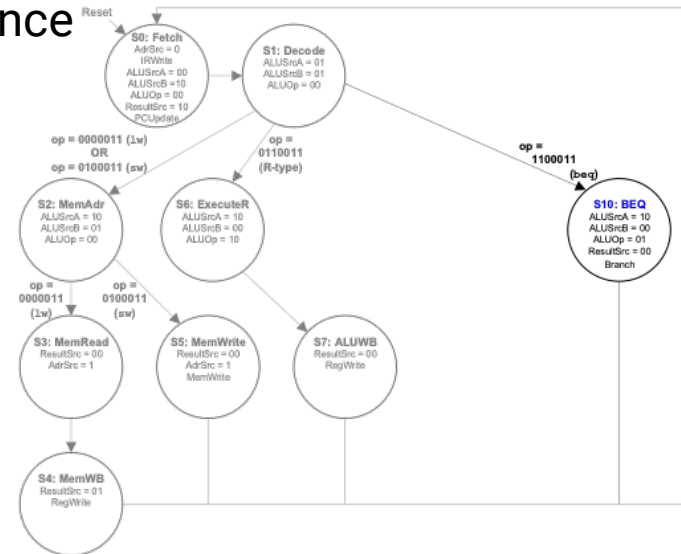 nce
Reset
S0: Fetch
AdrSrc = 0
IRWrite
ALUSrcA = 00
ALUSrcB =10
ALUOp = 00
ResultSrc = 10
PCUpdate
S1: Decode
ALUSrcA = 01
ALUSrcB = 01
ALUOp = 00
op = 0000011 (lw)
OR
op = 0100011 (sw)
op =
0110011
(R-type)
op =
1100011
(beq)
S2: MemAdr
ALUSrcA = 10
ALUSrcB = 01
ALUOp = 00
S6: ExecuteR
ALUSrcA = 10
ALUSrcB = 00
ALUOp = 10
S10: BEQ
ALUSrcA = 10
ALUSrcB = 00
ALUOp = 01
ResultSrc = 00
Branch
op =
0000011
(lw)
op =
0100011
(sw)
S3: MemRead
ResultSrc = 00
AdrSrc = 1
S5: MemWrite
ResultSrc = 00
AdrSrc = 1
MemWrite
S7: ALUWB
ResultSrc = 00
RegWrite
S4: MemWB
ResultSrc = 01
RegWrite